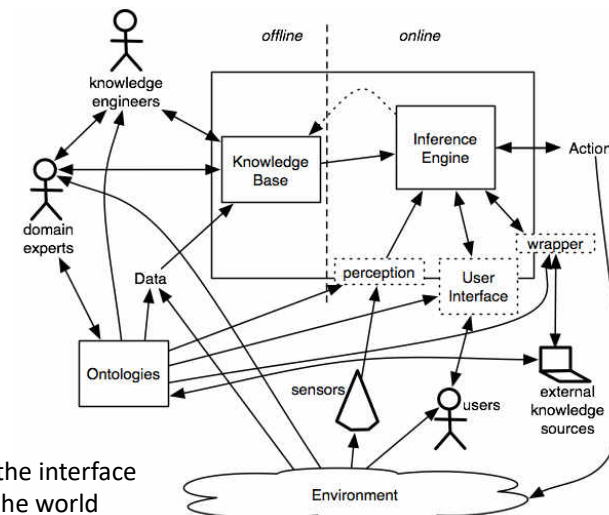 offline
online
knowledge
engineers
Knowledge
Base
Inference
Engine
Action
domain
experts
wrapper
Data
perception
User
Interface
Ontologies
sensors
users
external
knowledge
sources
the interface
he world
Environment